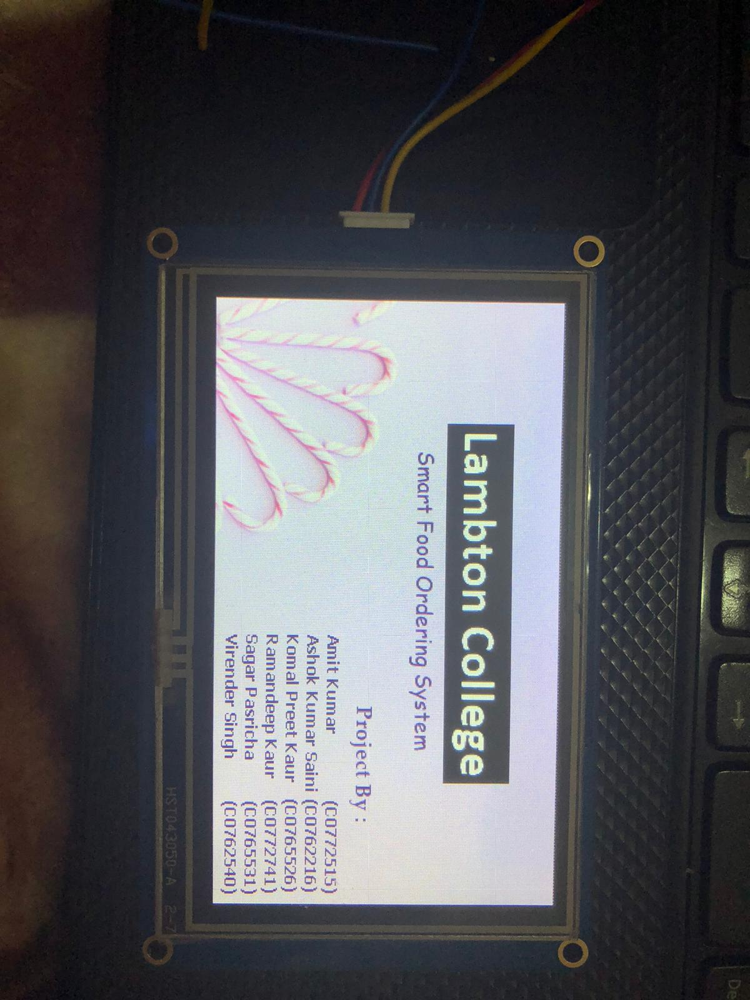 Lambton College
Smart Food Ordering System
Project By :
Amit Kumar (C0772515)
Ashok Kumar Saini (C0762216)
Komal Preet Kaur (C0765526)
Ramandeep Kaur (C0772741)
Sagar Pasricha (C0765531)
Virender Singh (C0762540)
HST043050-A 2-7
De